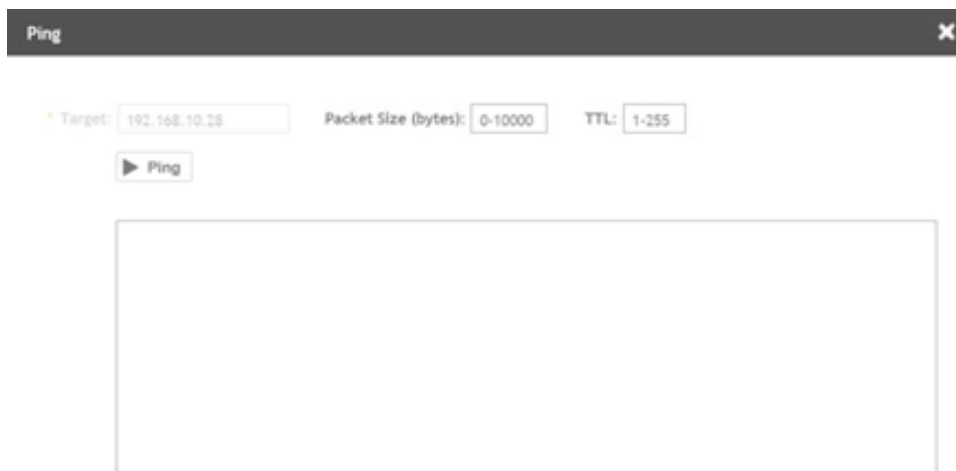 Ping
* Target: 192.168.10.28 Packet Size (bytes): 0-10000 TTL: 1-255
Ping